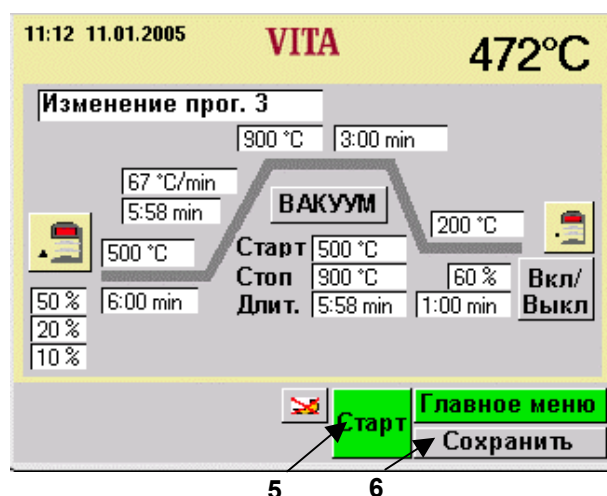 11:12 11.01.2005
VITA
472°C
Изменение прог. 3
900 °C
3:00 min
67 °C/min
5:58 min
ВАКУУМ
200 °C
500 °C
Старт 500 °C
Стоп 900 °C
60 %
Вкл/
Выкл
50 %
6:00 min
Длит. 5:58 min
1:00 min
20 %
10 %
Старт
Главное меню
Сохранить
5
6